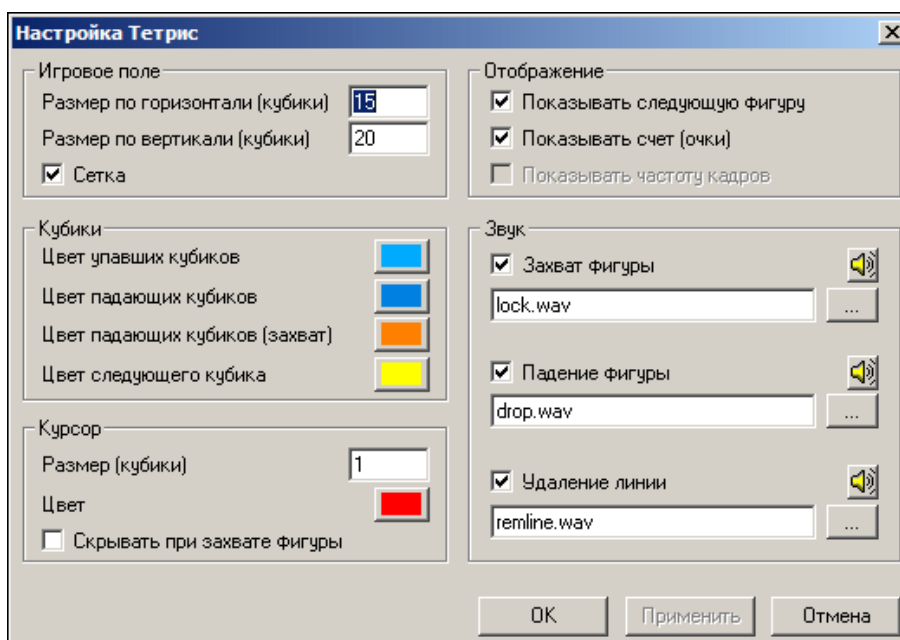 Настройка Тетрис
Игровое поле
Размер по горизонтали (кубики) 15
Размер по вертикали (кубики) 20
Сетка
Кубики
Цвет упавших кубиков
Цвет падающих кубиков
Цвет падающих кубиков (захват)
Цвет следующего кубика
Курсор
Размер (кубики) 1
Цвет
Скрывать при захвате фигуры
Отображение
Показывать следующую фигуру
Показывать счет (очки)
Показывать частоту кадров
Звук
Захват фигуры
lock.wav ...
Падение фигуры
drop.wav ...
Удаление линии
remline.wav ...
OK Применить Отмена